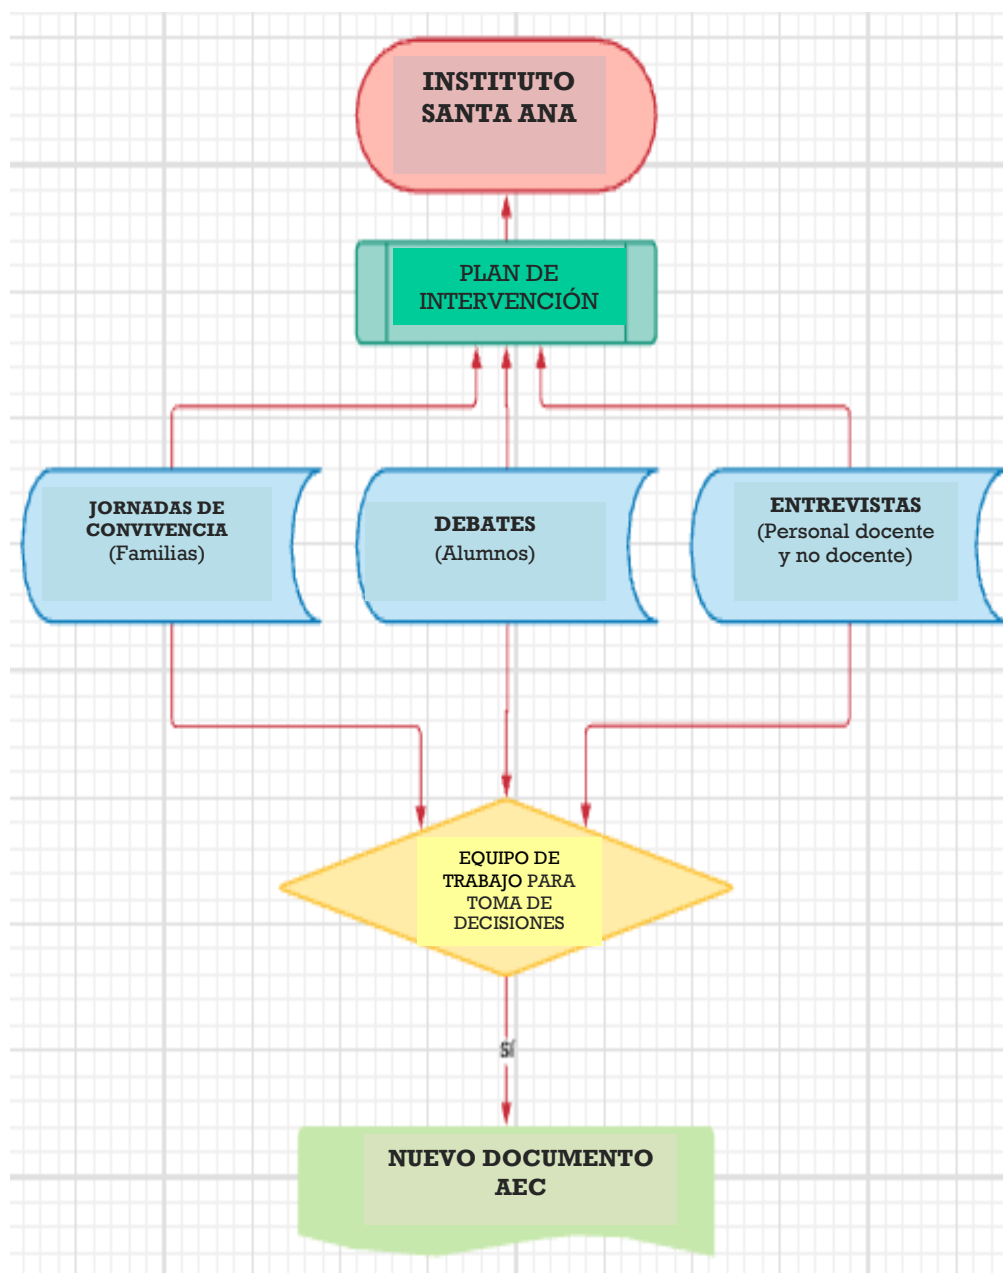 INSTITUTO
SANTA ANA
PLAN DE
INTERVENCIÓN
JORNADAS DE
CONVIVENCIA
(Familias)
DEBATES
(Alumnos)
ENTREVISTAS
(Personal docente
y no docente)
EQUIPO DE
TRABAJO PARA
TOMA DE
DECISIONES
SÍ
NUEVO DOCUMENTO
AEC